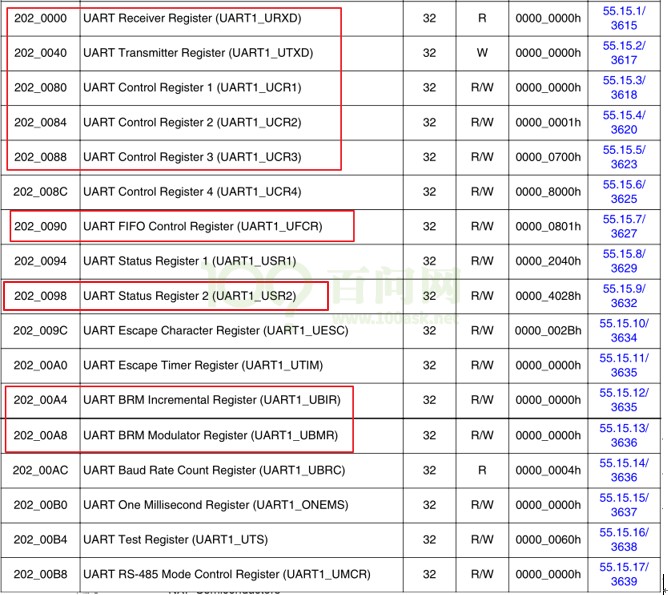 202_0000 UART Receiver Register (UART1_URXD) 32 R 0000_0000h 55.15.1/
3615
202_0040 UART Transmitter Register (UART1_UTXD) 32 W 0000_0000h 55.15.2/
3617
202_0080 UART Control Register 1 (UART1_UCR1) 32 R/W 0000_0000h 55.15.3/
3618
202_0084 UART Control Register 2 (UART1_UCR2) 32 R/W 0000_0001h 55.15.4/
3620
202_0088 UART Control Register 3 (UART1_UCR3) 32 R/W 0000_0700h 55.15.5/
3623
202_008C UART Control Register 4 (UART1_UCR4) 32 R/W 0000_8000h 55.15.6/
3625
202_0090 UART FIFO Control Register (UART1_UFCR) 32 R/W 0000_0801h 55.15.7/
3627
202_0094 UART Status Register 1 (UART1_USR1) 32 R/W 0000_2040h 55.15.8/
3629
202_0098 UART Status Register 2 (UART1_USR2) 32 R/W 0000_4028h 55.15.9/
3632
100 百问网
www.100ask.net
202_009C UART Escape Character Register (UART1_UESC) 32 R/W 0000_002Bh 55.15.10/
3634
202_00A0 UART Escape Timer Register (UART1_UTIM) 32 R/W 0000_0000h 55.15.11/
3635
202_00A4 UART BRM Incremental Register (UART1_UBIR) 32 R/W 0000_0000h 55.15.12/
3635
202_00A8 UART BRM Modulator Register (UART1_UBMR) 32 R/W 0000_0000h 55.15.13/
3636
202_00AC UART Baud Rate Count Register (UART1_UBRC) 32 R 0000_0004h 55.15.14/
3636
202_00B0 UART One Millisecond Register (UART1_ONEMS) 32 R/W 0000_0000h 55.15.15/
3637
202_00B4 UART Test Register (UART1_UTS) 32 R/W 0000_0060h 55.15.16/
3638
202_00B8 UART RS-485 Mode Control Register (UART1_UMCR) 32 R/W 0000_0000h 55.15.17/
3639